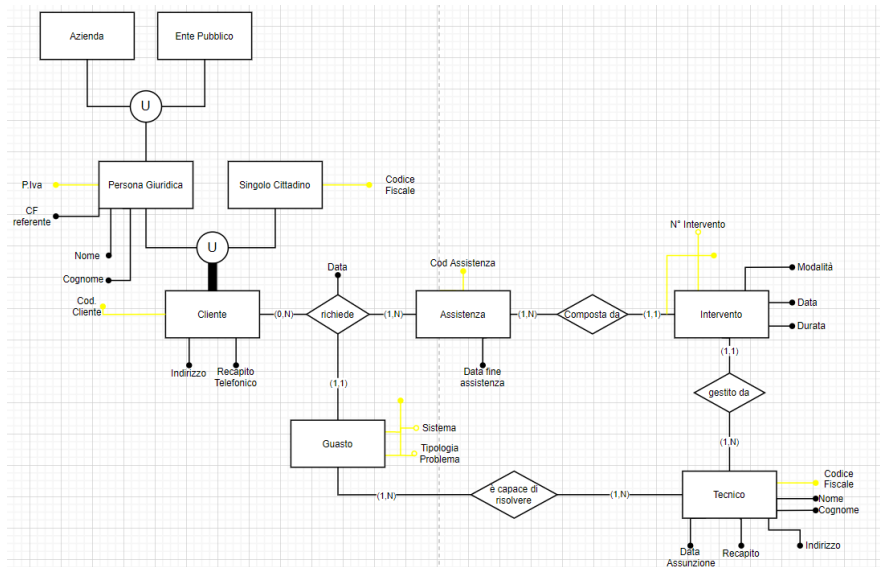 Azienda
Ente Pubblico
U
P.Iva
Persona Giuridica
Singolo Cittadino
Codice
Fiscale
CF
referente
Nome
Cognome
U
Data
Cod Assistenza
N° Intervento
Modalità
Cod.
Cliente
Cliente
(0,N)
richiede
(1,N)
Assistenza
(1,N)
Composta da
(1,1)
Intervento
Data
Durata
Indirizzo
Recapito
Telefonico
Data fine
assistenza
(1,1)
(1,1)
gestito da
Guasto
Sistema
Tipologia
Problema
(1,N)
(1,N)
è capace di
risolvere
(1,N)
Tecnico
Codice
Fiscale
Nome
Cognome
Data
Assunzione
Recapito
Indirizzo